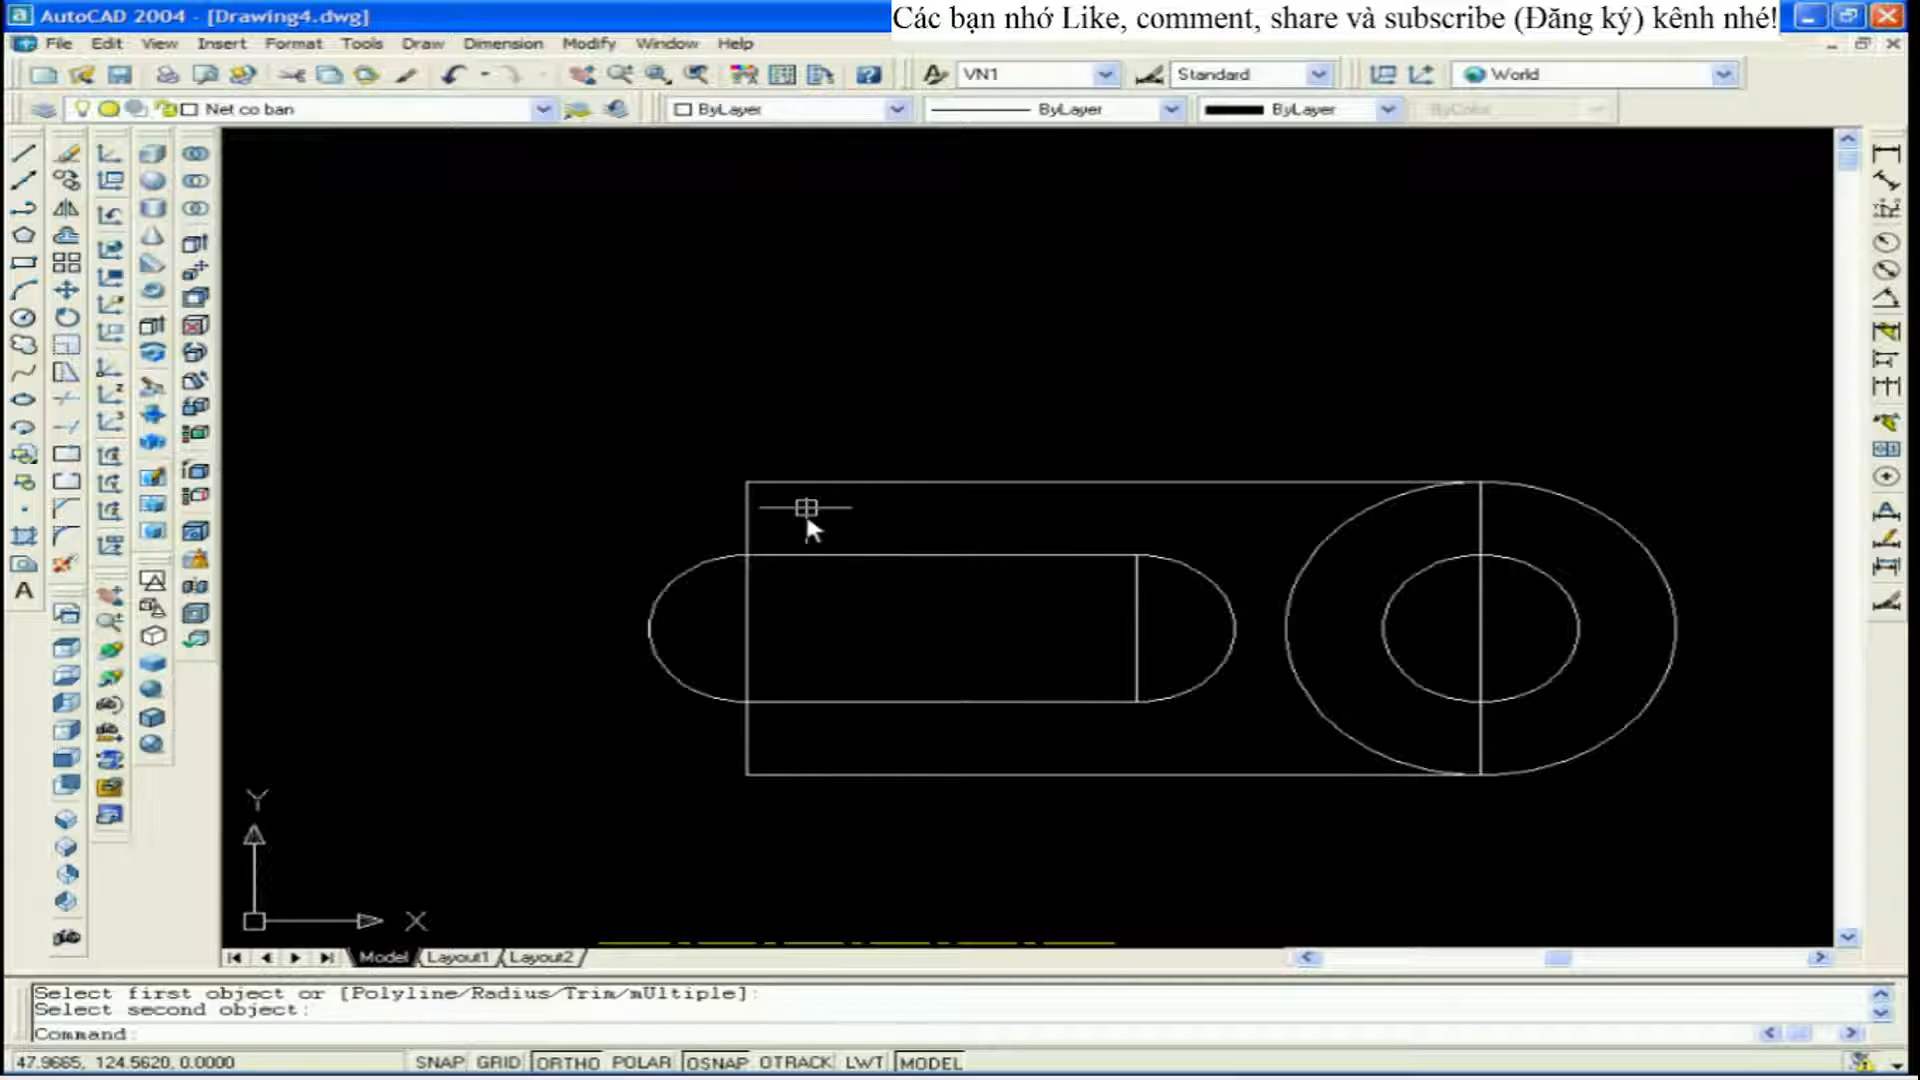 AutoCAD 2004 - [Drawing4.dwg]
Các bạn nhớ Like, comment, share và subscribe (Đăng ký) kênh nhé!
File Edit View Insert Format Tools Draw Dimension Modify Window Help
VN1 Standard World
Net co ban ByLayer ByLayer ByLayer ByColor
A
Y
X
Model Layout1 Layout2
Select first object or [Polyline/Radius/Trim/mUltiple]:
Select second object:
Command:
47.9665, 124.5620, 0.0000 SNAP GRID ORTHO POLAR OSNAP OTRACK LWT MODEL